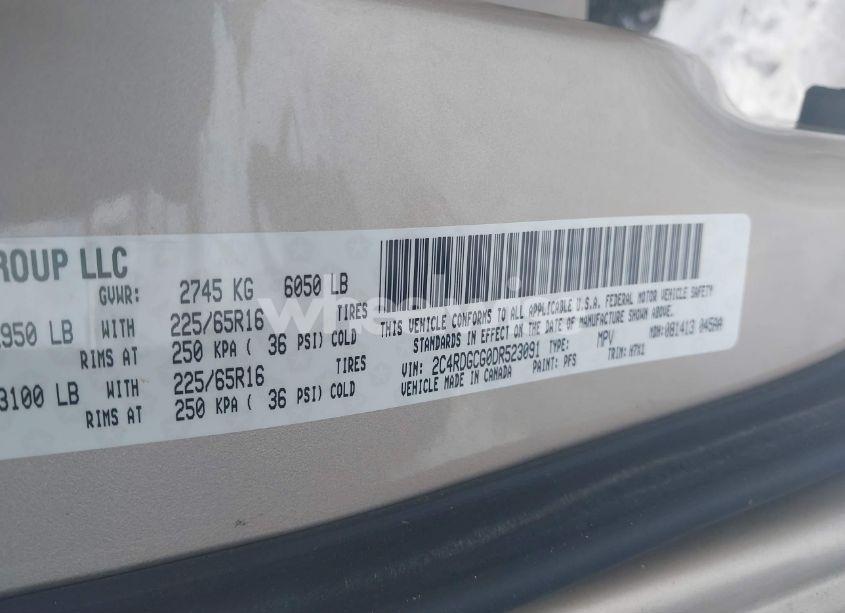 ROUP LLC
GVWR: 2745 KG 6050 LB
950 LB WITH 225/65R16 TIRES
RIMS AT 250 KPA ( 36 PSI) COLD
3100 LB WITH 225/65R16 TIRES
RIMS AT 250 KPA ( 36 PSI) COLD
THIS VEHICLE CONFORMS TO ALL APPLICABLE U.S.A. FEDERAL MOTOR VEHICLE SAFETY
STANDARDS IN EFFECT ON THE DATE OF MANUFACTURE SHOWN ABOVE.
VIN: 2C4RDGCG0DR523091 TYPE: MPV MDH: 081413
VEHICLE MADE IN CANADA PAINT: PFS TRIM: